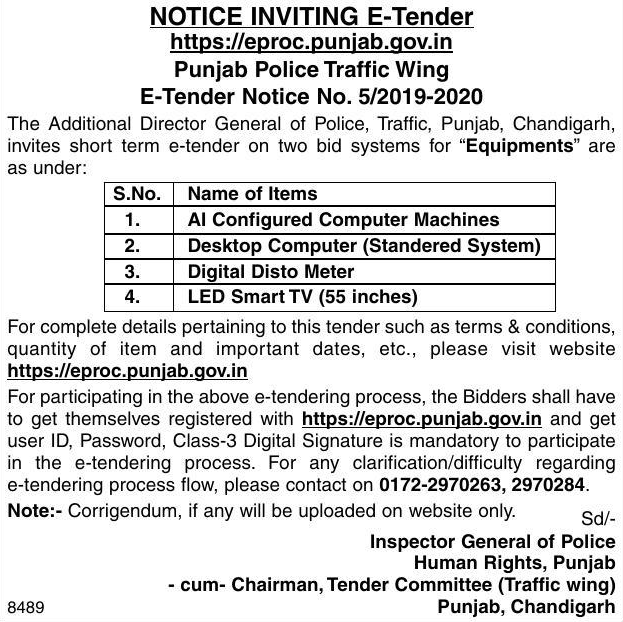 NOTICE INVITING E-Tender
https://eproc.punjab.gov.in
Punjab Police Traffic Wing
E-Tender Notice No. 5/2019-2020
The Additional Director General of Police, Traffic, Punjab, Chandigarh,
invites short term e-tender on two bid systems for “Equipments” are
as under:
S.No. Name of Items
1. AI Configured Computer Machines
2. Desktop Computer (Standered System)
3. Digital Disto Meter
4. LED Smart TV (55 inches)
For complete details pertaining to this tender such as terms & conditions,
quantity of item and important dates, etc., please visit website
https://eproc.punjab.gov.in
For participating in the above e-tendering process, the Bidders shall have
to get themselves registered with https://eproc.punjab.gov.in and get
user ID, Password, Class-3 Digital Signature is mandatory to participate
in the e-tendering process. For any clarification/difficulty regarding
e-tendering process flow, please contact on 0172-2970263, 2970284.
Note:- Corrigendum, if any will be uploaded on website only.
Sd/-
Inspector General of Police
Human Rights, Punjab
- cum- Chairman, Tender Committee (Traffic wing)
8489 Punjab, Chandigarh